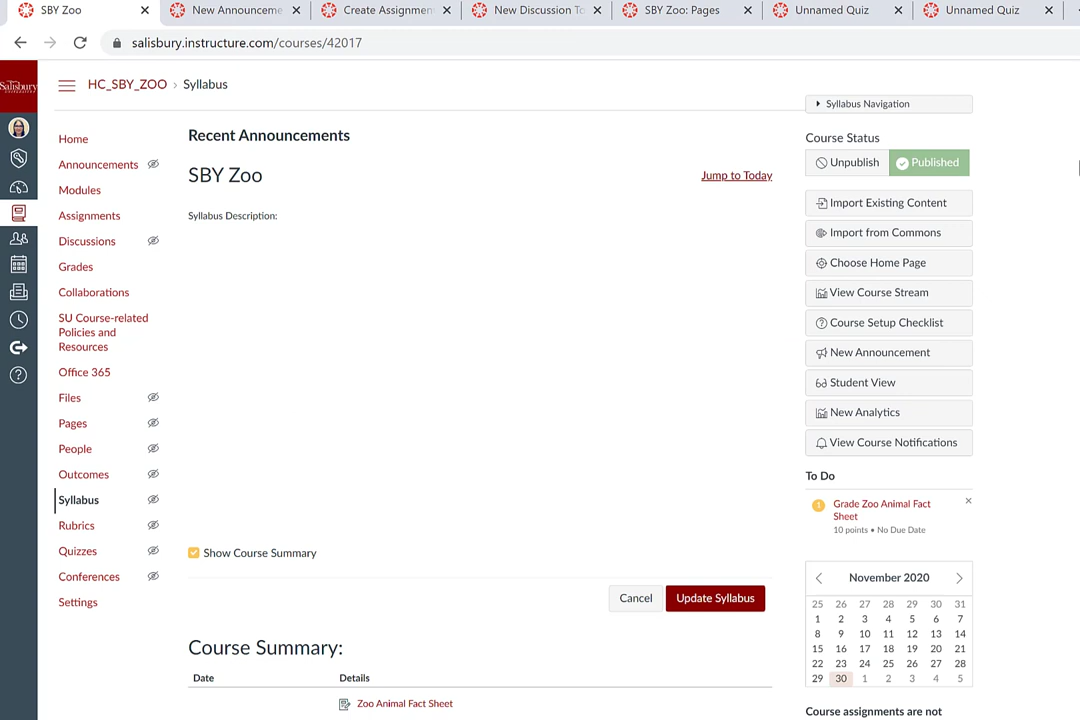 SBY Zoo
New Announceme
Create Assignmen
New Discussion To
SBY Zoo: Pages
Unnamed Quiz
Unnamed Quiz
salisbury.instructure.com/courses/42017
Salisbury
HC_SBY_ZOO › Syllabus
Home
Announcements
Modules
Assignments
Discussions
Grades
Collaborations
SU Course-related
Policies and
Resources
Office 365
Files
Pages
People
Outcomes
Syllabus
Rubrics
Quizzes
Conferences
Settings
Recent Announcements
SBY Zoo
Jump to Today
Syllabus Description:
Show Course Summary
Cancel
Update Syllabus
Course Summary:
Date Details
Zoo Animal Fact Sheet
Syllabus Navigation
Course Status
Unpublish
Published
Import Existing Content
Import from Commons
Choose Home Page
View Course Stream
Course Setup Checklist
New Announcement
Student View
New Analytics
View Course Notifications
To Do
1
Grade Zoo Animal Fact
Sheet
10 points • No Due Date
November 2020
25 26 27 28 29 30 31
1 2 3 4 5 6 7
8 9 10 11 12 13 14
15 16 17 18 19 20 21
22 23 24 25 26 27 28
29 30 1 2 3 4 5
Course assignments are not